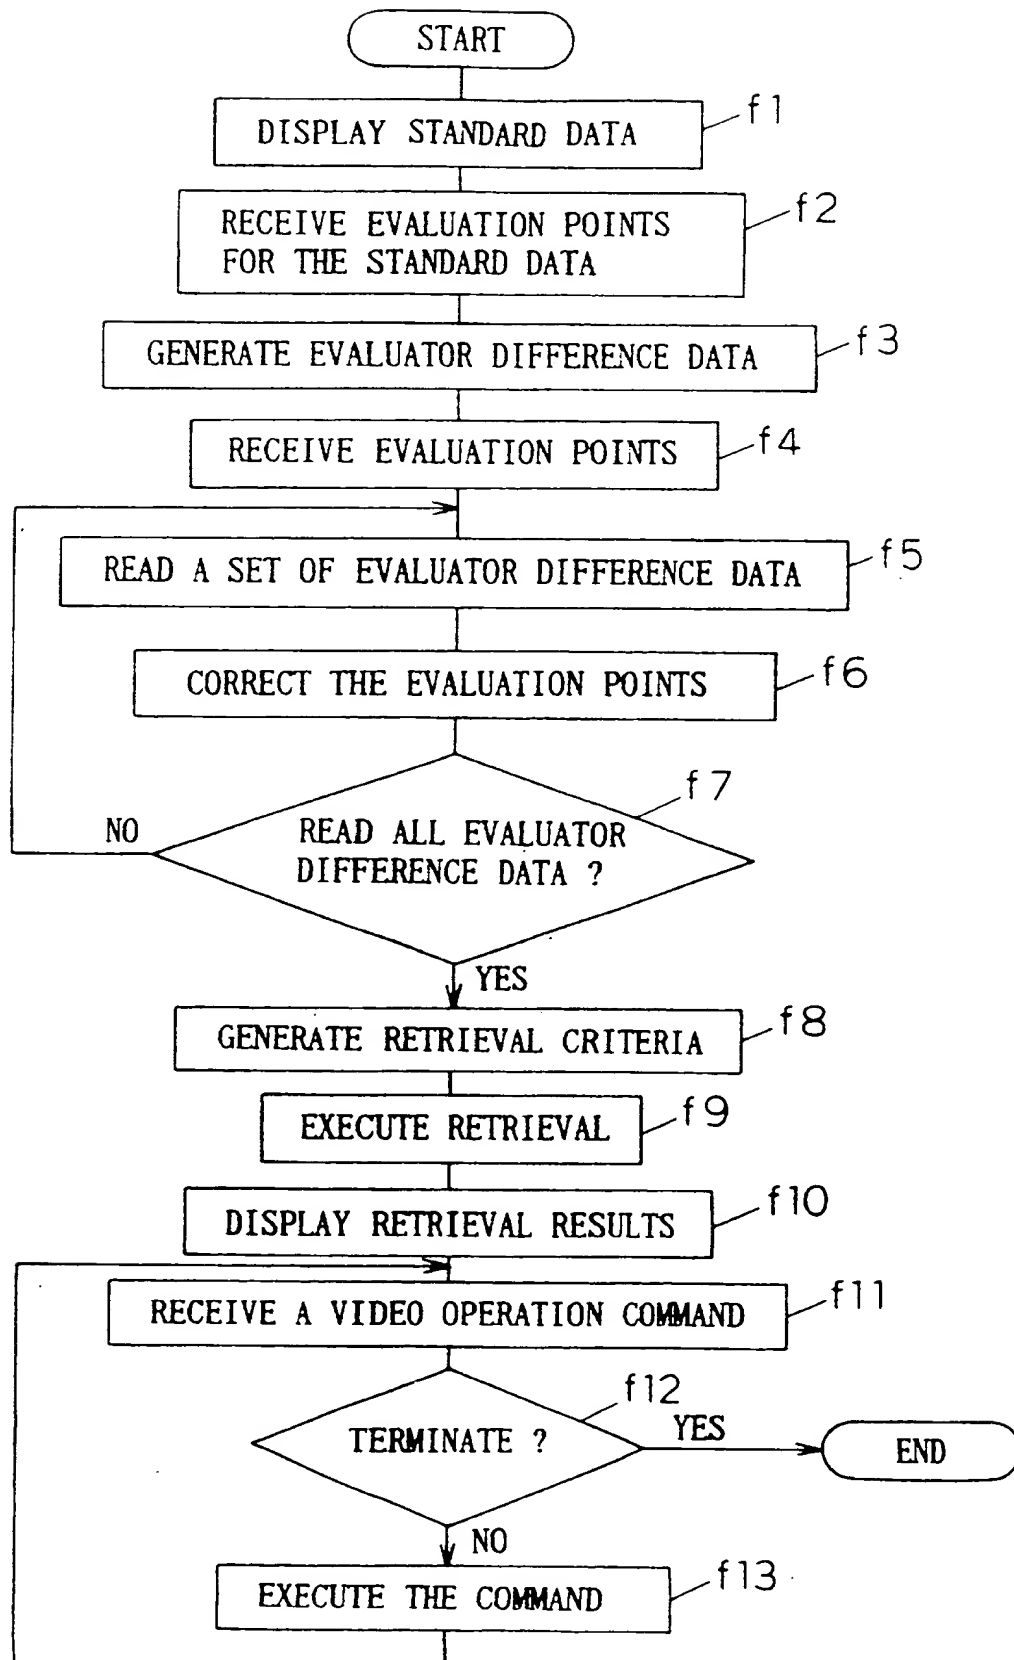 START
DISPLAY STANDARD DATA
f1
RECEIVE EVALUATION POINTS
FOR THE STANDARD DATA
f2
GENERATE EVALUATOR DIFFERENCE DATA
f3
RECEIVE EVALUATION POINTS
f4
READ A SET OF EVALUATOR DIFFERENCE DATA
f5
CORRECT THE EVALUATION POINTS
f6
f7
READ ALL EVALUATOR
DIFFERENCE DATA ?
NO
YES
GENERATE RETRIEVAL CRITERIA
f8
EXECUTE RETRIEVAL
f9
DISPLAY RETRIEVAL RESULTS
f10
RECEIVE A VIDEO OPERATION COMMAND
f11
f12
TERMINATE ?
YES
END
NO
EXECUTE THE COMMAND
f13